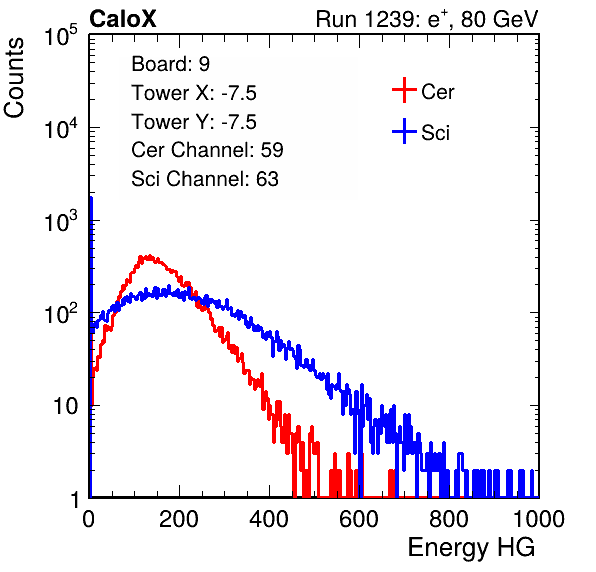 CaloX Run 1239: e⁺, 80 GeV
Counts
Board: 9
Tower X: -7.5
Tower Y: -7.5
Cer Channel: 59
Sci Channel: 63
Cer
Sci
10⁵
10⁴
10³
10²
10
1
0 200 400 600 800 1000
Energy HG